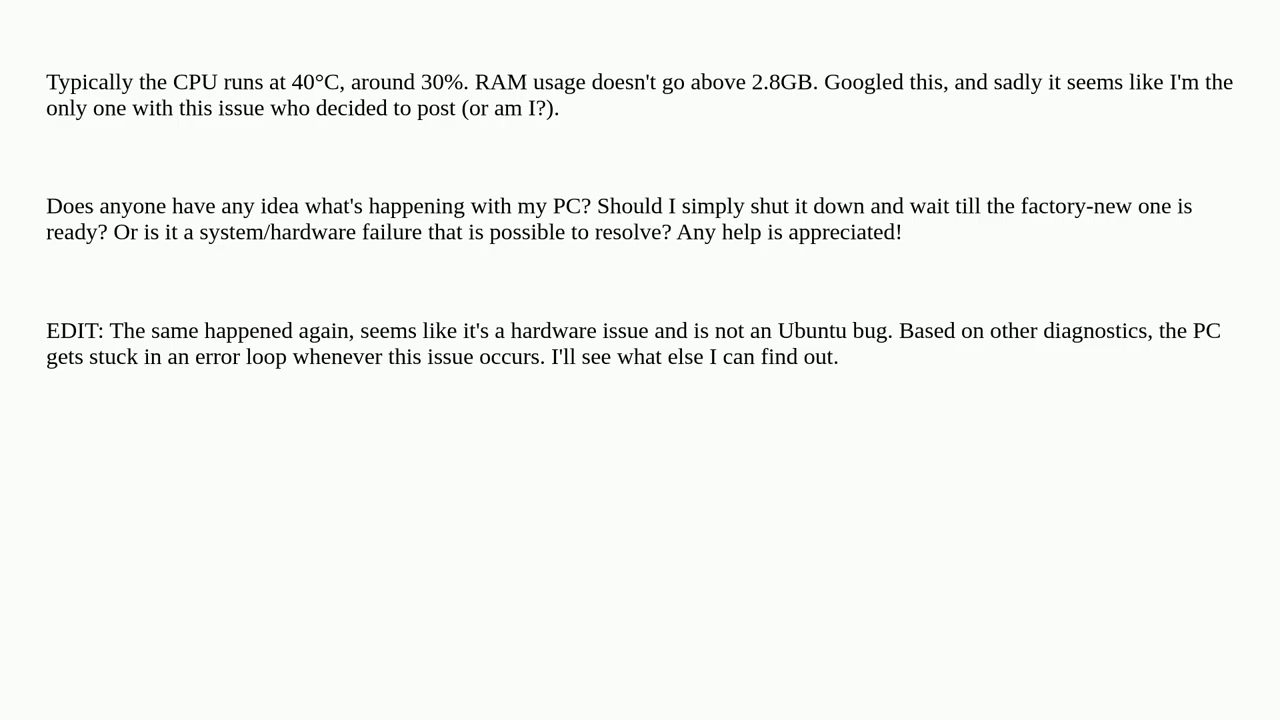 Typically the CPU runs at 40°C, around 30%. RAM usage doesn't go above 2.8GB. Googled this, and sadly it seems like I'm the
only one with this issue who decided to post (or am I?).
Does anyone have any idea what's happening with my PC? Should I simply shut it down and wait till the factory-new one is
ready? Or is it a system/hardware failure that is possible to resolve? Any help is appreciated!
EDIT: The same happened again, seems like it's a hardware issue and is not an Ubuntu bug. Based on other diagnostics, the PC
gets stuck in an error loop whenever this issue occurs. I'll see what else I can find out.